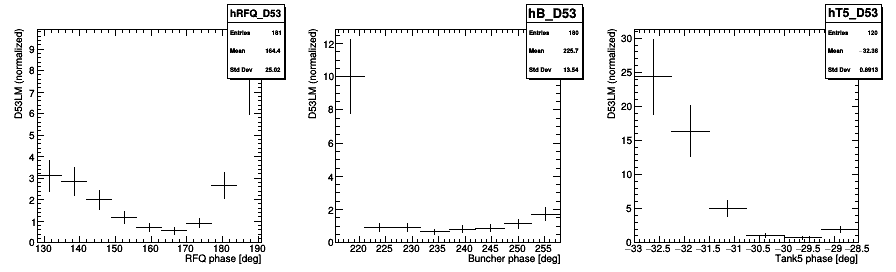 hRFQ_D53
Entries 181
Mean 164.4
Std Dev 25.02
D53LM (normalized)
9
8
7
6
5
4
3
2
1
0
130 140 150 160 170 180 190
RFQ phase [deg]
hB_D53
Entries 180
Mean 225.7
Std Dev 13.54
D53LM (normalized)
12
10
8
6
4
2
0
220 225 230 235 240 245 250 255
Buncher phase [deg]
hT5_D53
Entries 120
Mean -32.36
Std Dev 0.8913
D53LM (normalized)
30
25
20
15
10
5
0
−33 −32.5 −32 −31.5 −31 −30.5 −30 −29.5 −29 −28.5
Tank5 phase [deg]